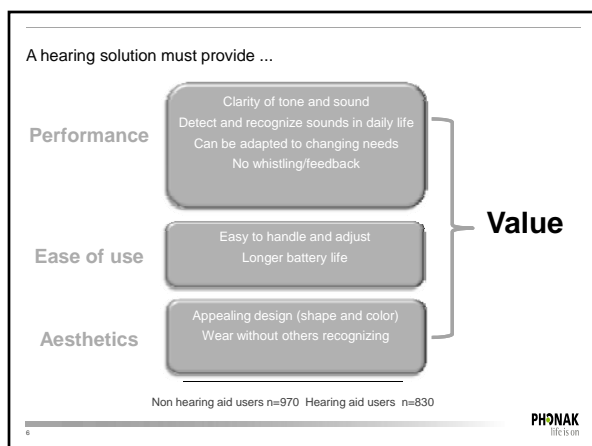 A hearing solution must provide ...
Performance
Clarity of tone and sound
Detect and recognize sounds in daily life
Can be adapted to changing needs
No whistling/feedback
Ease of use
Easy to handle and adjust
Longer battery life
Aesthetics
Appealing design (shape and color)
Wear without others recognizing
Value
Non hearing aid users n=970 Hearing aid users n=830
6
PHONAK
life is on